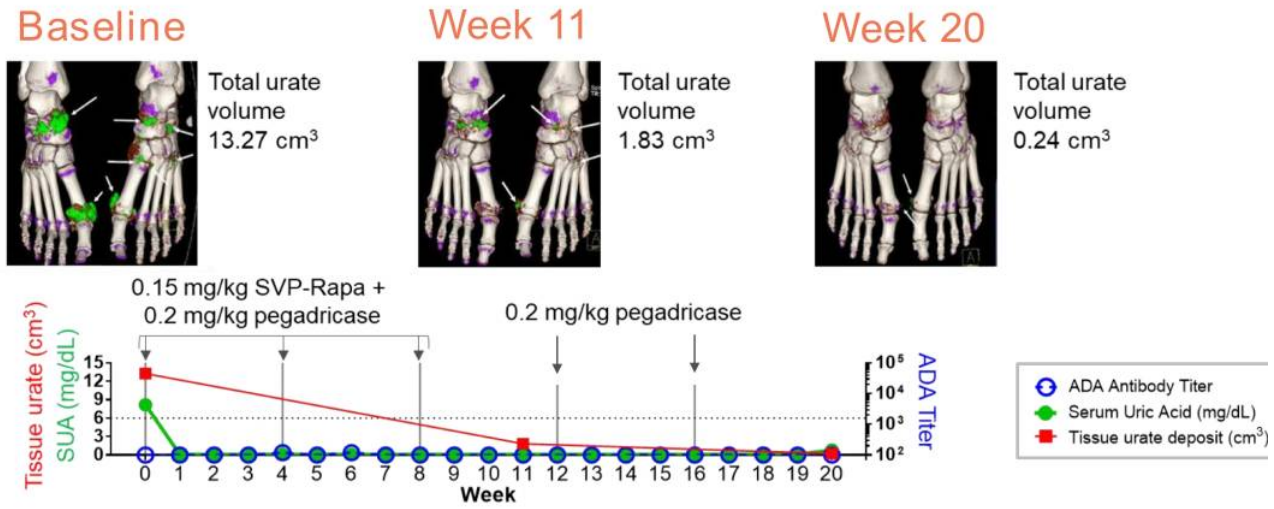 Baseline
Week 11
Week 20
Total urate
volume
13.27 cm³
Total urate
volume
1.83 cm³
Total urate
volume
0.24 cm³
A
0.15 mg/kg SVP-Rapa +
0.2 mg/kg pegadricase
0.2 mg/kg pegadricase
Tissue urate (cm³)
SUA (mg/dL)
15
12
9
6
3
0
10⁵
10⁴
10³
10²
ADA Titer
0 1 2 3 4 5 6 7 8 9 10 11 12 13 14 15 16 17 18 19 20
Week
ADA Antibody Titer
Serum Uric Acid (mg/dL)
Tissue urate deposit (cm³)